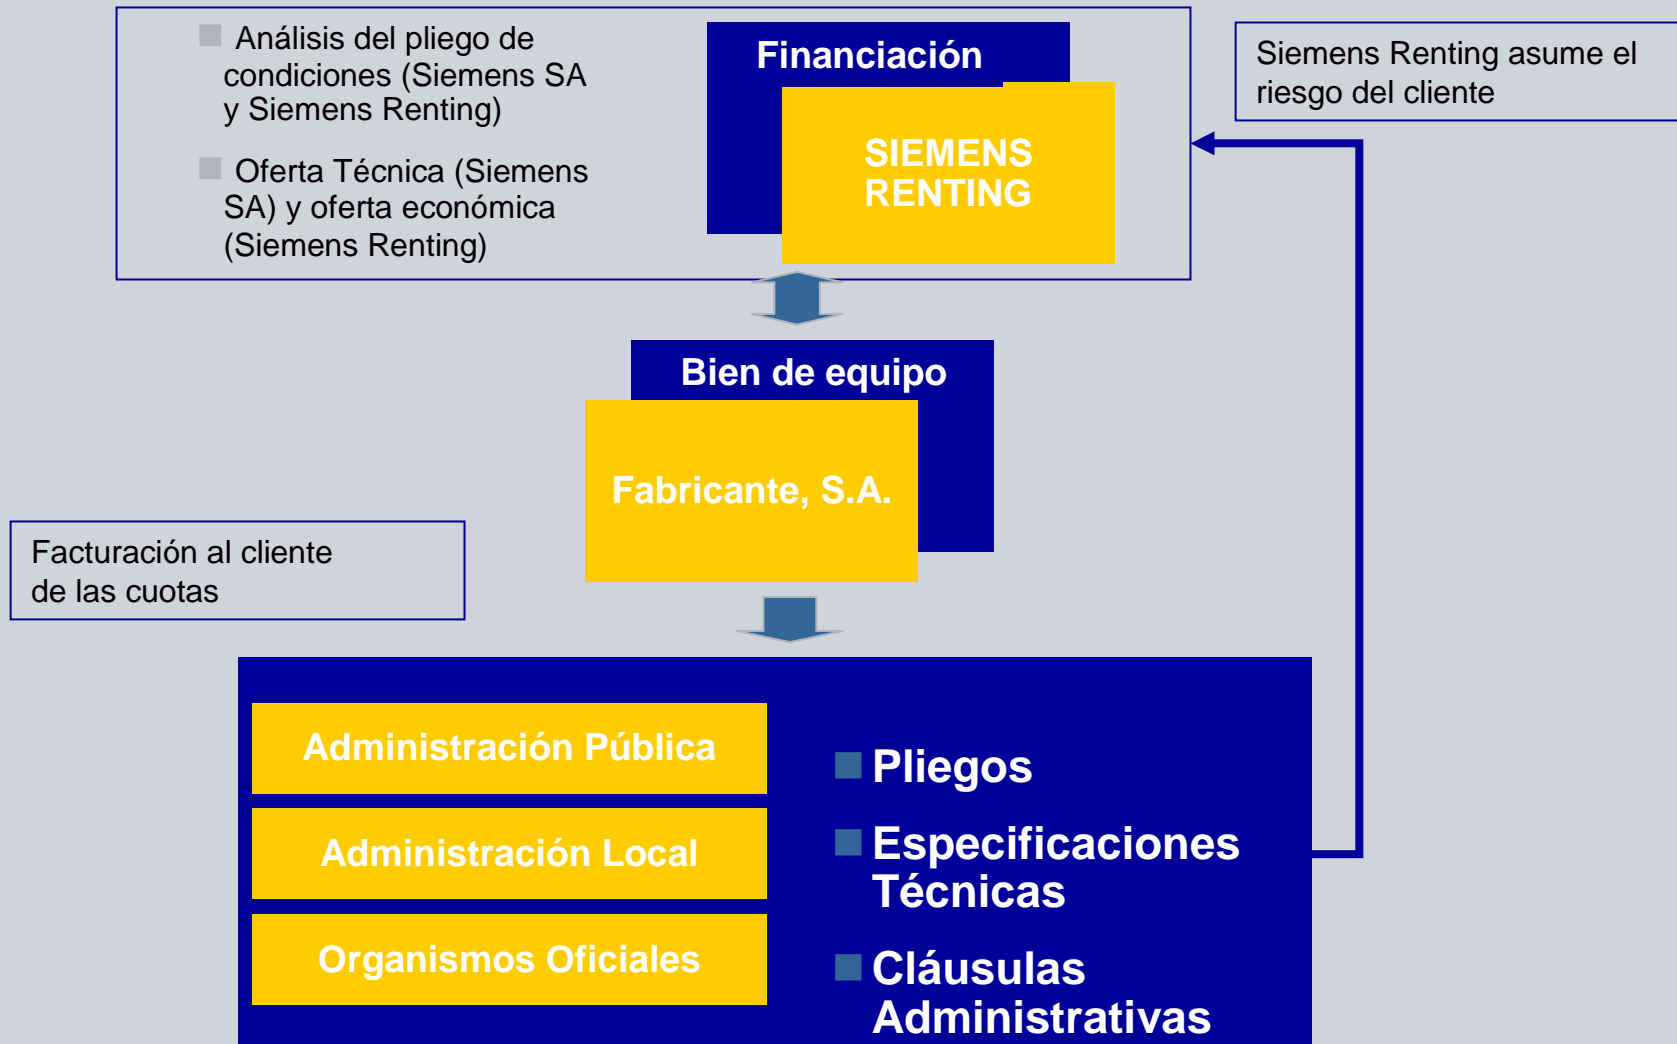 Análisis del pliego de
condiciones (Siemens SA
y Siemens Renting)
Oferta Técnica (Siemens
SA) y oferta económica
(Siemens Renting)
Financiación
SIEMENS
RENTING
Siemens Renting asume el
riesgo del cliente
Bien de equipo
Fabricante, S.A.
Facturación al cliente
de las cuotas
Administración Pública
Administración Local
Organismos Oficiales
Pliegos
Especificaciones
Técnicas
Cláusulas
Administrativas